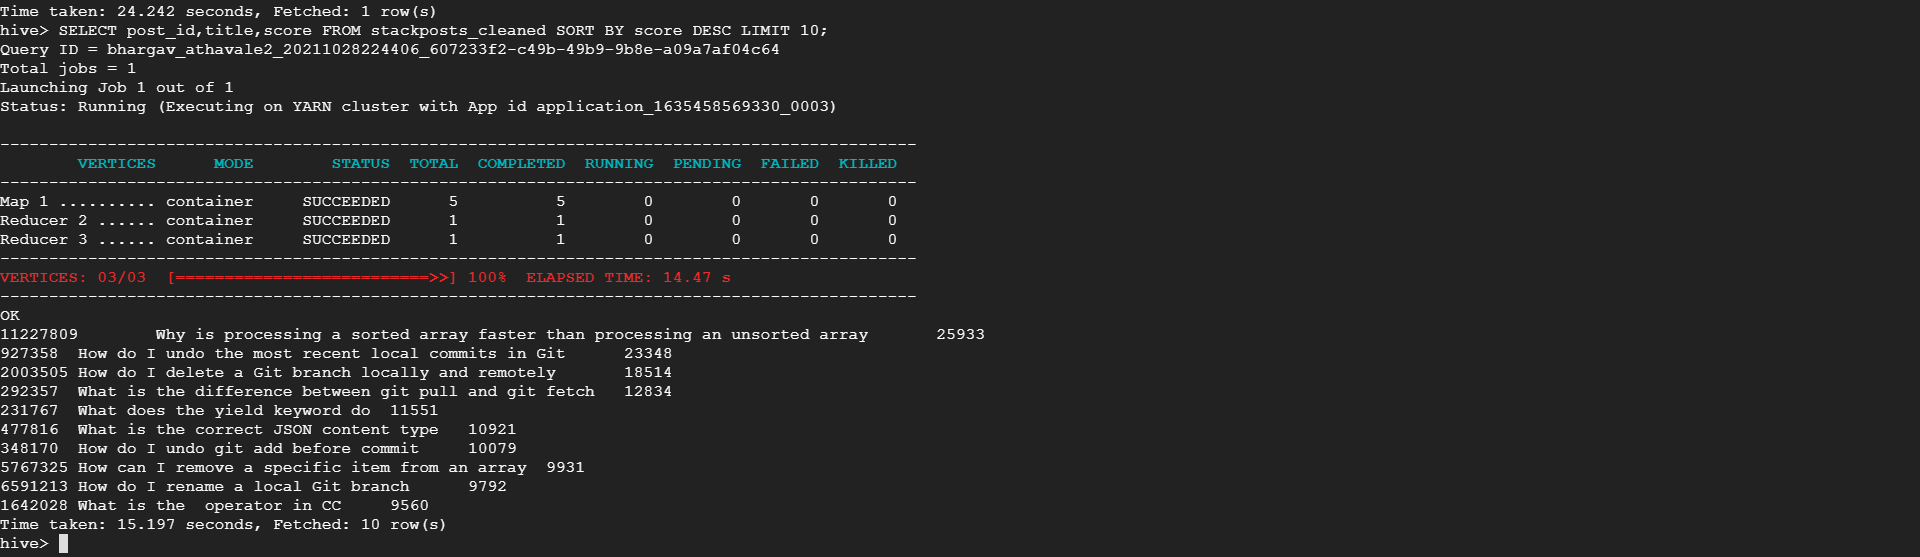 Time taken: 24.242 seconds, Fetched: 1 row(s)
hive> SELECT post_id,title,score FROM stackposts_cleaned SORT BY score DESC LIMIT 10;
Query ID = bhargav_athavale2_20211028224406_607233f2-c49b-49b9-9b8e-a09a7af04c64
Total jobs = 1
Launching Job 1 out of 1
Status: Running (Executing on YARN cluster with App id application_1635458569330_0003)
----------------------------------------------------------------------------------------------
        VERTICES      MODE        STATUS  TOTAL  COMPLETED  RUNNING  PENDING  FAILED  KILLED
----------------------------------------------------------------------------------------------
Map 1 .......... container     SUCCEEDED      5          5        0        0       0       0
Reducer 2 ...... container     SUCCEEDED      1          1        0        0       0       0
Reducer 3 ...... container     SUCCEEDED      1          1        0        0       0       0
----------------------------------------------------------------------------------------------
VERTICES: 03/03  [==========================>>] 100%  ELAPSED TIME: 14.47 s
----------------------------------------------------------------------------------------------
OK
11227809        Why is processing a sorted array faster than processing an unsorted array       25933
927358  How do I undo the most recent local commits in Git      23348
2003505 How do I delete a Git branch locally and remotely       18514
292357  What is the difference between git pull and git fetch   12834
231767  What does the yield keyword do  11551
477816  What is the correct JSON content type   10921
348170  How do I undo git add before commit     10079
5767325 How can I remove a specific item from an array  9931
6591213 How do I rename a local Git branch      9792
1642028 What is the  operator in CC     9560
Time taken: 15.197 seconds, Fetched: 10 row(s)
hive>